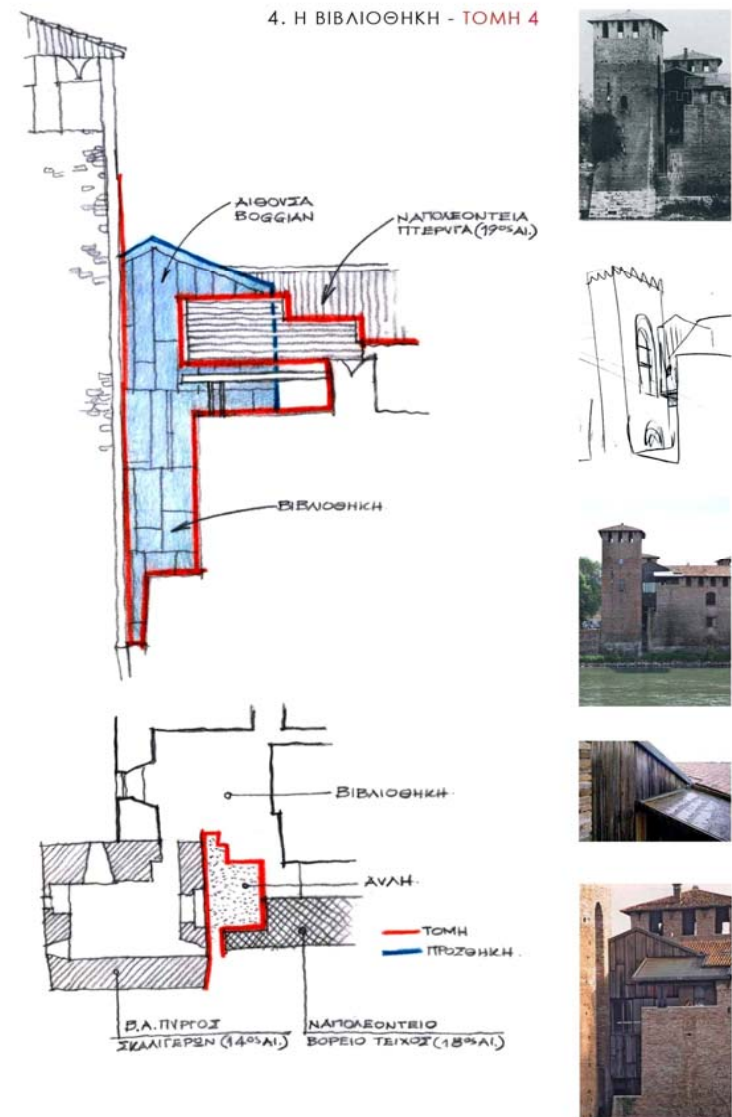 4. Η ΒΙΒΛΙΟΘΗΚΗ - ΤΟΜΗ 4
ΑΙΘΟΥΣΑ
BOGGIAN
ΝΑΠΟΛΕΟΝΤΕΙΑ
ΠΤΕΡΥΓΑ (19ος ΑΙ.)
ΒΙΒΛΙΟΘΗΚΗ
ΒΙΒΛΙΟΘΗΚΗ
ΑΥΛΗ
ΤΟΜΗ
ΠΡΟΣΘΗΚΗ
Β.Α. ΠΥΡΓΟΣ
ΣΚΑΛΙΓΕΡΩΝ (14ος ΑΙ.)
ΝΑΠΟΛΕΟΝΤΕΙΟ
ΒΟΡΕΙΟ ΤΕΙΧΟΣ (18ος ΑΙ.)